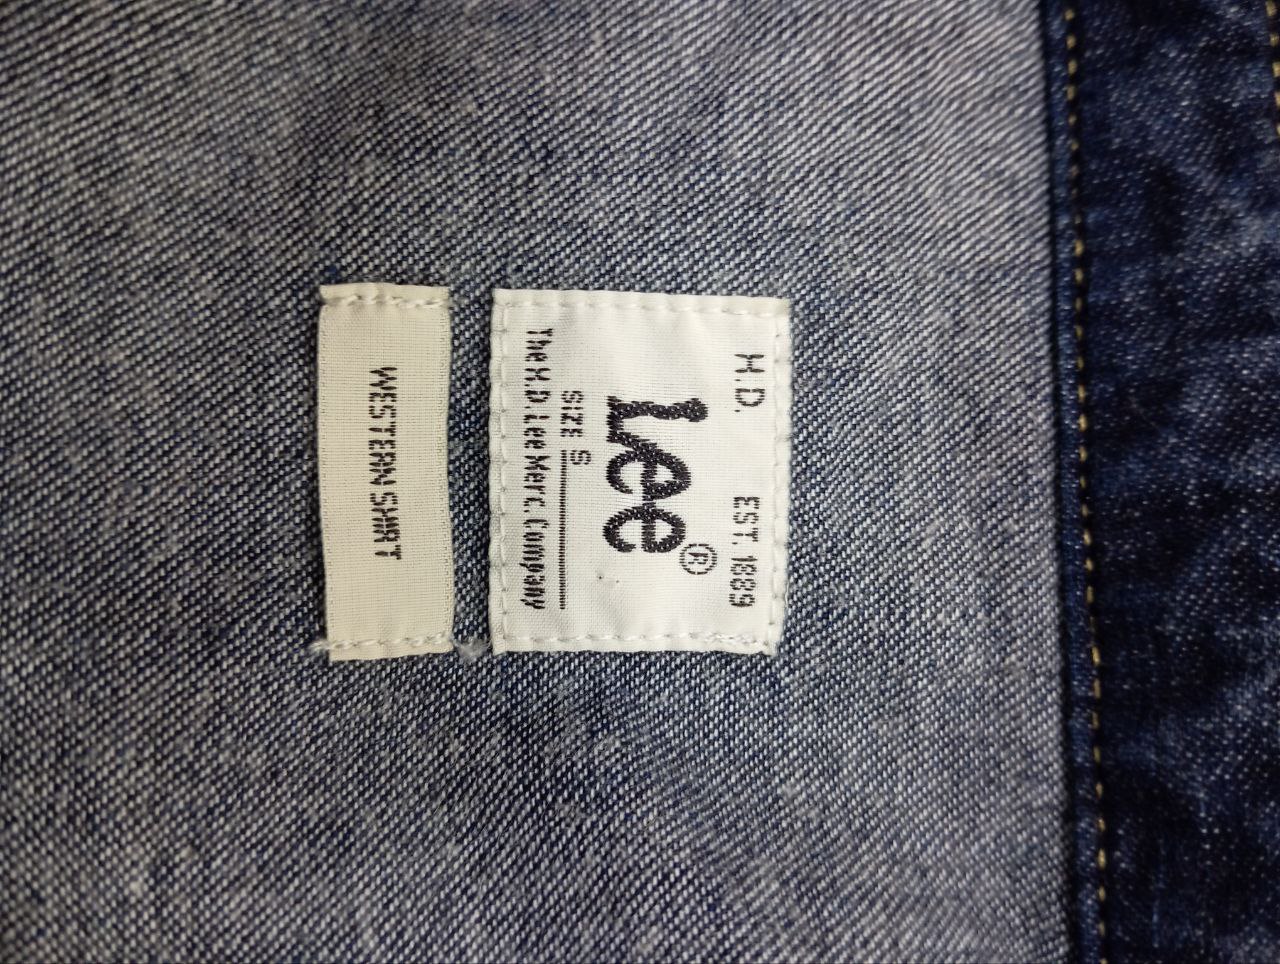 H.D. EST. 1889
Lee®
SIZE S
The H.D. Lee Merc. Company
WESTERN SHIRT